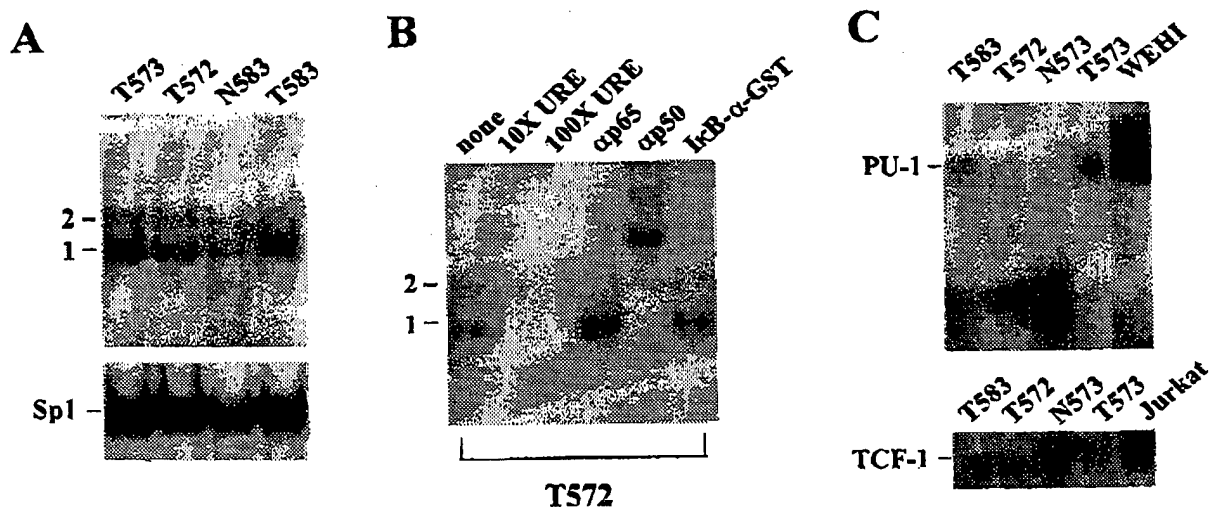 A
T573 T572 N583 T583
2 –
1 –
Sp1 –
B
none 10X URE 100X URE αp65 αp50 IκB-α-GST
2 –
1 –
T572
C
T583 T572 N573 T573 WEHI
PU-1 –
T583 T572 N573 T573 Jurkat
TCF-1 –